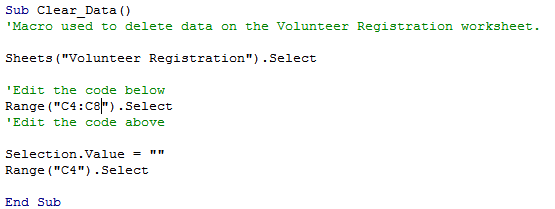 Sub Clear_Data()
'Macro used to delete data on the Volunteer Registration worksheet.
Sheets("Volunteer Registration").Select
'Edit the code below
Range("C4:C8").Select
'Edit the code above
Selection.Value = ""
Range("C4").Select
End Sub